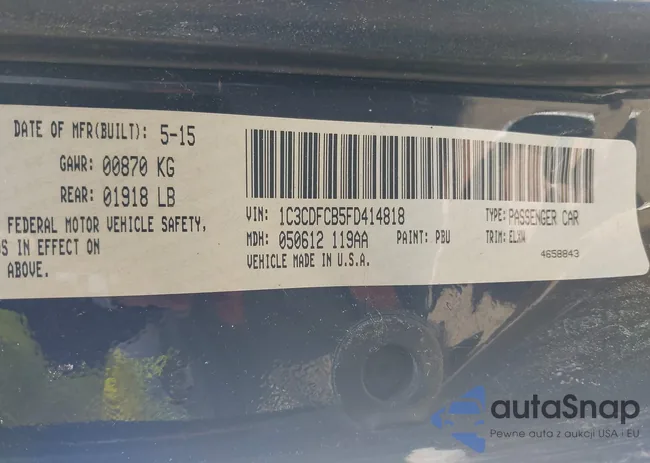 DATE OF MFR(BUILT): 5-15
GAWR: 00870 KG
REAR: 01918 LB
FEDERAL MOTOR VEHICLE SAFETY,
S IN EFFECT ON
ABOVE.
VIN: 1C3CDFCB5FD414818 TYPE: PASSENGER CAR
MDH: 050612 119AA PAINT: PBU TRIM: ELXW
VEHICLE MADE IN U.S.A. 4658843
autaSnap
Pewne auta z aukcji USA i EU